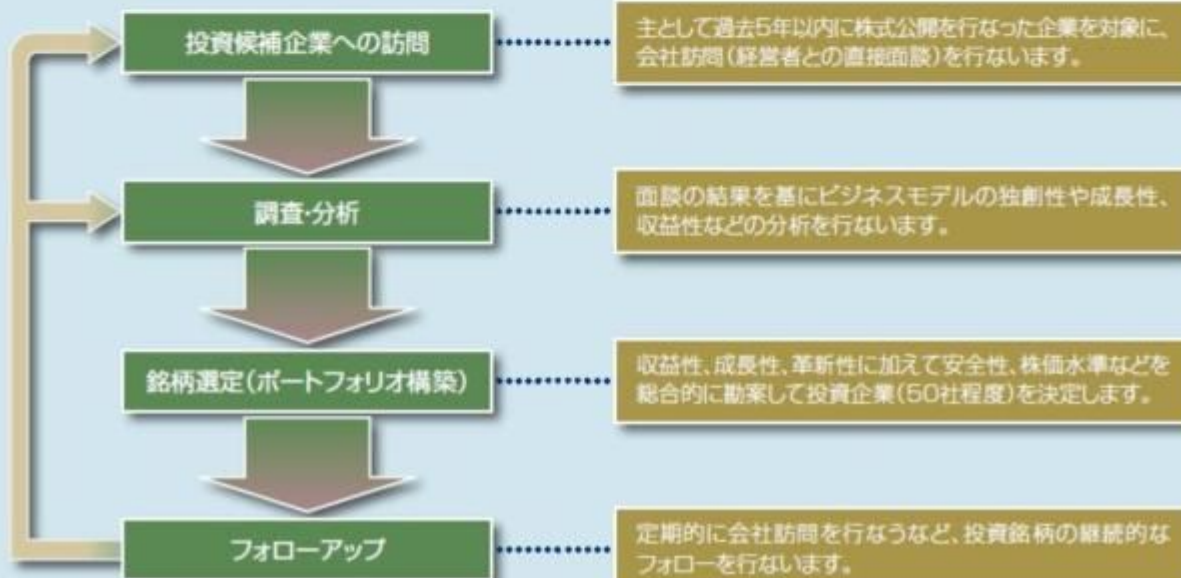 投資候補企業への訪問
主として過去5年以内に株式公開を行なった企業を対象に、
会社訪問(経営者との直接面談)を行ないます。
調査・分析
面談の結果を基にビジネスモデルの独創性や成長性、
収益性などの分析を行ないます。
銘柄選定(ポートフォリオ構築)
収益性、成長性、革新性に加えて安全性、株価水準などを
総合的に勘案して投資企業(50社程度)を決定します。
フォローアップ
定期的に会社訪問を行なうなど、投資銘柄の継続的な
フォローを行ないます。